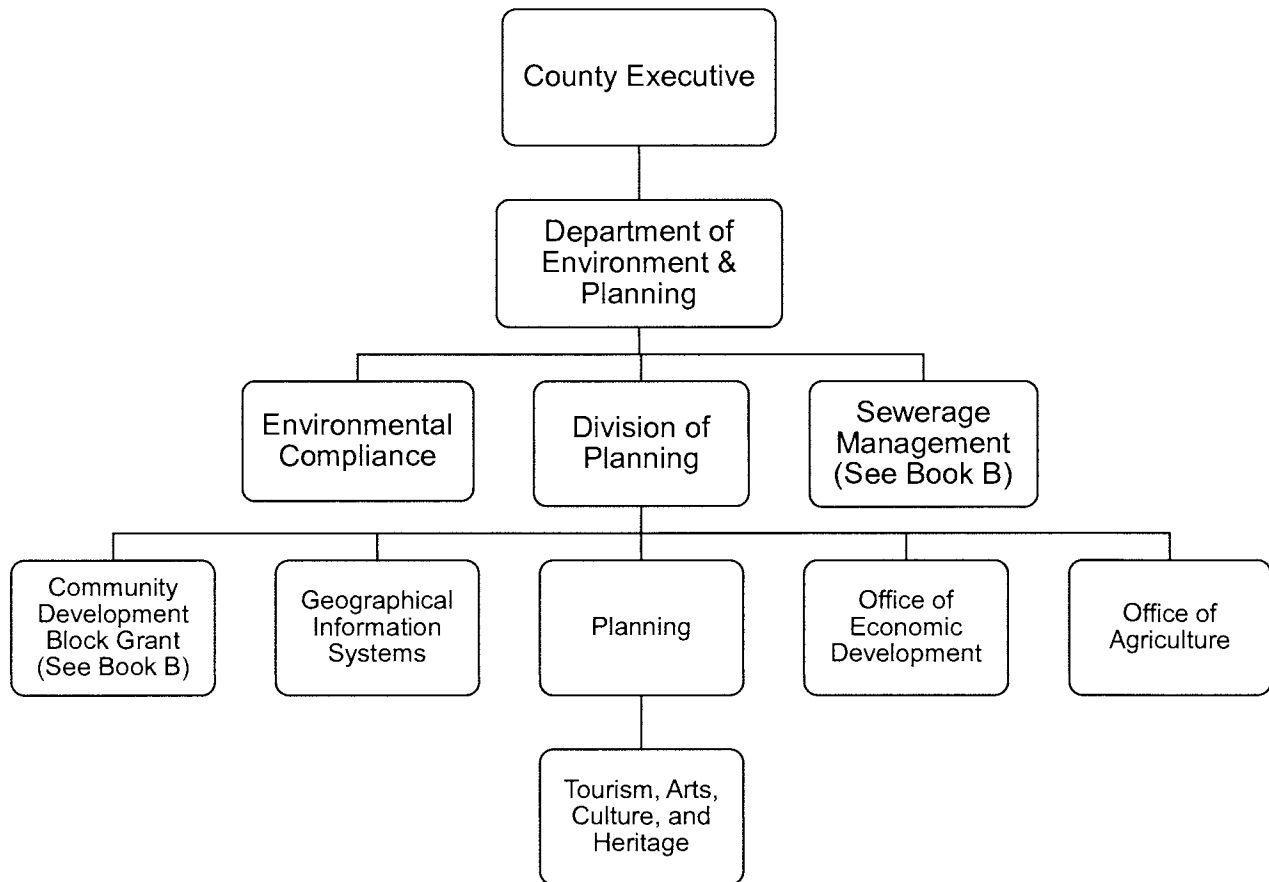 County Executive
Department of
Environment &
Planning
Environmental
Compliance
Division of
Planning
Sewerage
Management
(See Book B)
Community
Development
Block Grant
(See Book B)
Geographical
Information
Systems
Planning
Office of
Economic
Development
Office of
Agriculture
Tourism, Arts,
Culture, and
Heritage